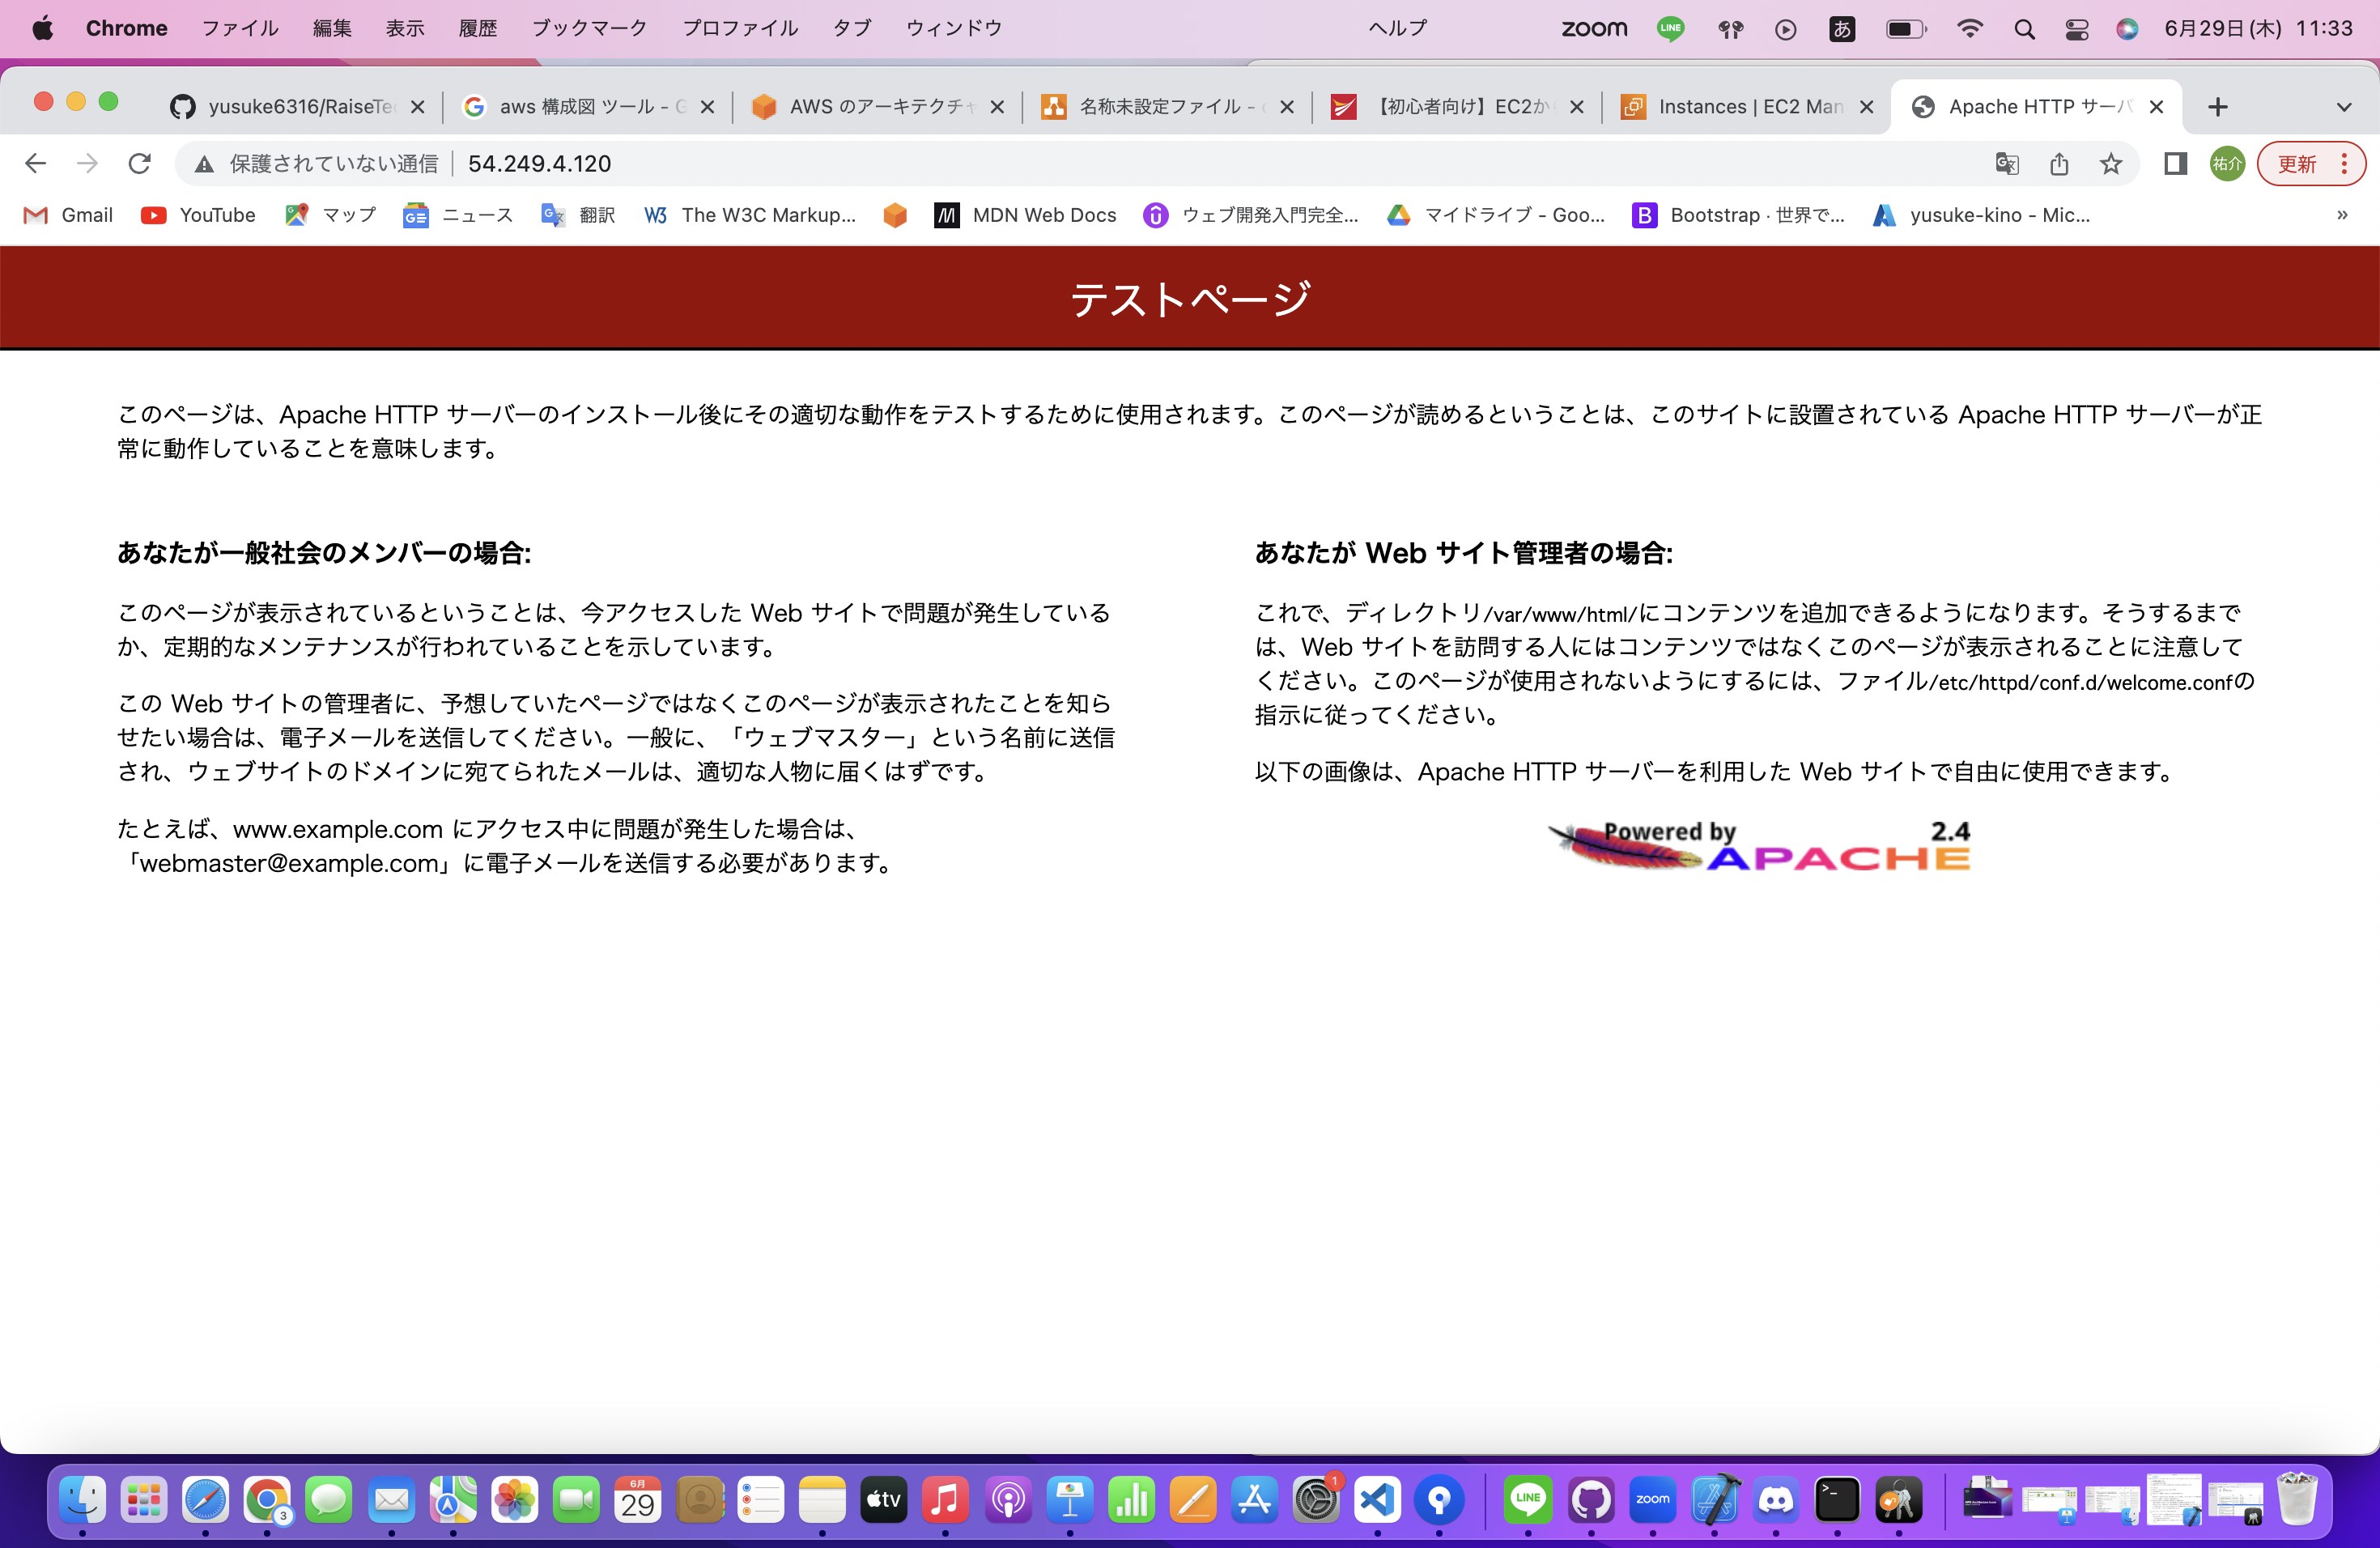 Chrome ファイル 編集 表示 履歴 ブックマーク プロファイル タブ ウィンドウ ヘルプ zoom LINE あ 6月29日(木) 11:33
yusuke6316/RaiseTec aws 構成図 ツール - G AWS のアーキテクチャ 名称未設定ファイル - 【初心者向け】EC2から Instances | EC2 Man Apache HTTP サーバ
保護されていない通信 54.249.4.120 祐介 更新
Gmail YouTube マップ ニュース 翻訳 W3 The W3C Markup... MDN Web Docs ウェブ開発入門完全... マイドライブ - Goo... B Bootstrap · 世界で... yusuke-kino - Mic... »
テストページ
このページは、Apache HTTP サーバーのインストール後にその適切な動作をテストするために使用されます。このページが読めるということは、このサイトに設置されている Apache HTTP サーバーが正
常に動作していることを意味します。
あなたが一般社会のメンバーの場合:
このページが表示されているということは、今アクセスした Web サイトで問題が発生している
か、定期的なメンテナンスが行われていることを示しています。
この Web サイトの管理者に、予想していたページではなくこのページが表示されたことを知ら
せたい場合は、電子メールを送信してください。一般に、「ウェブマスター」という名前に送信
され、ウェブサイトのドメインに宛てられたメールは、適切な人物に届くはずです。
たとえば、www.example.com にアクセス中に問題が発生した場合は、
「webmaster@example.com」に電子メールを送信する必要があります。
あなたが Web サイト管理者の場合:
これで、ディレクトリ/var/www/html/にコンテンツを追加できるようになります。そうするまで
は、Web サイトを訪問する人にはコンテンツではなくこのページが表示されることに注意して
ください。このページが使用されないようにするには、ファイル/etc/httpd/conf.d/welcome.confの
指示に従ってください。
以下の画像は、Apache HTTP サーバーを利用した Web サイトで自由に使用できます。
Powered by 2.4
APACHE
3 6月 29 tv 1 LINE zoom